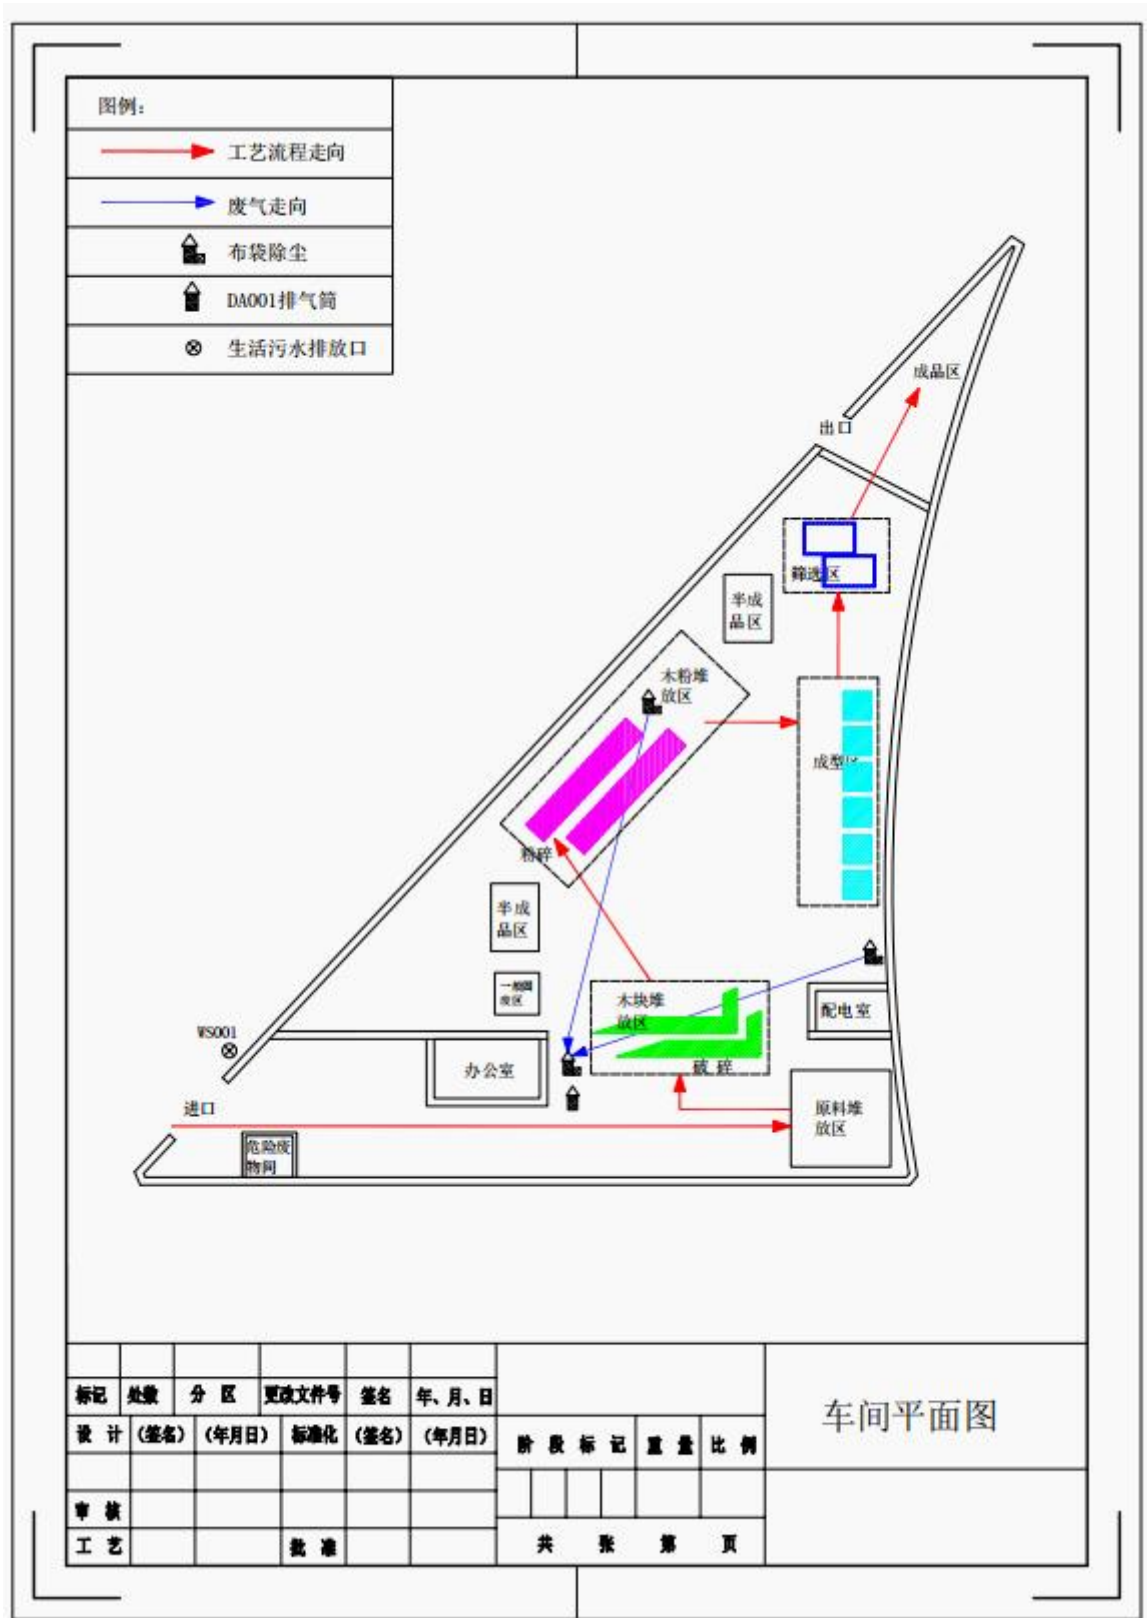 图例：
工艺流程走向
废气走向
布袋除尘
DA001排气筒
生活污水排放口
成品区
出口
筛选区
半成
品区
木粉堆
放区
成型区
粉碎
半成
品区
一般固
废区
木块堆
放区
配电室
WS001
办公室
破 碎
进口
原料堆
放区
危险废
物间
标记 处数 分 区 更改文件号 签名 年、月、日
设 计 (签名) (年月日) 标准化 (签名) (年月日)
阶 段 标 记 重 量 比 例
车间平面图
审 核
工 艺 批 准
共 张 第 页